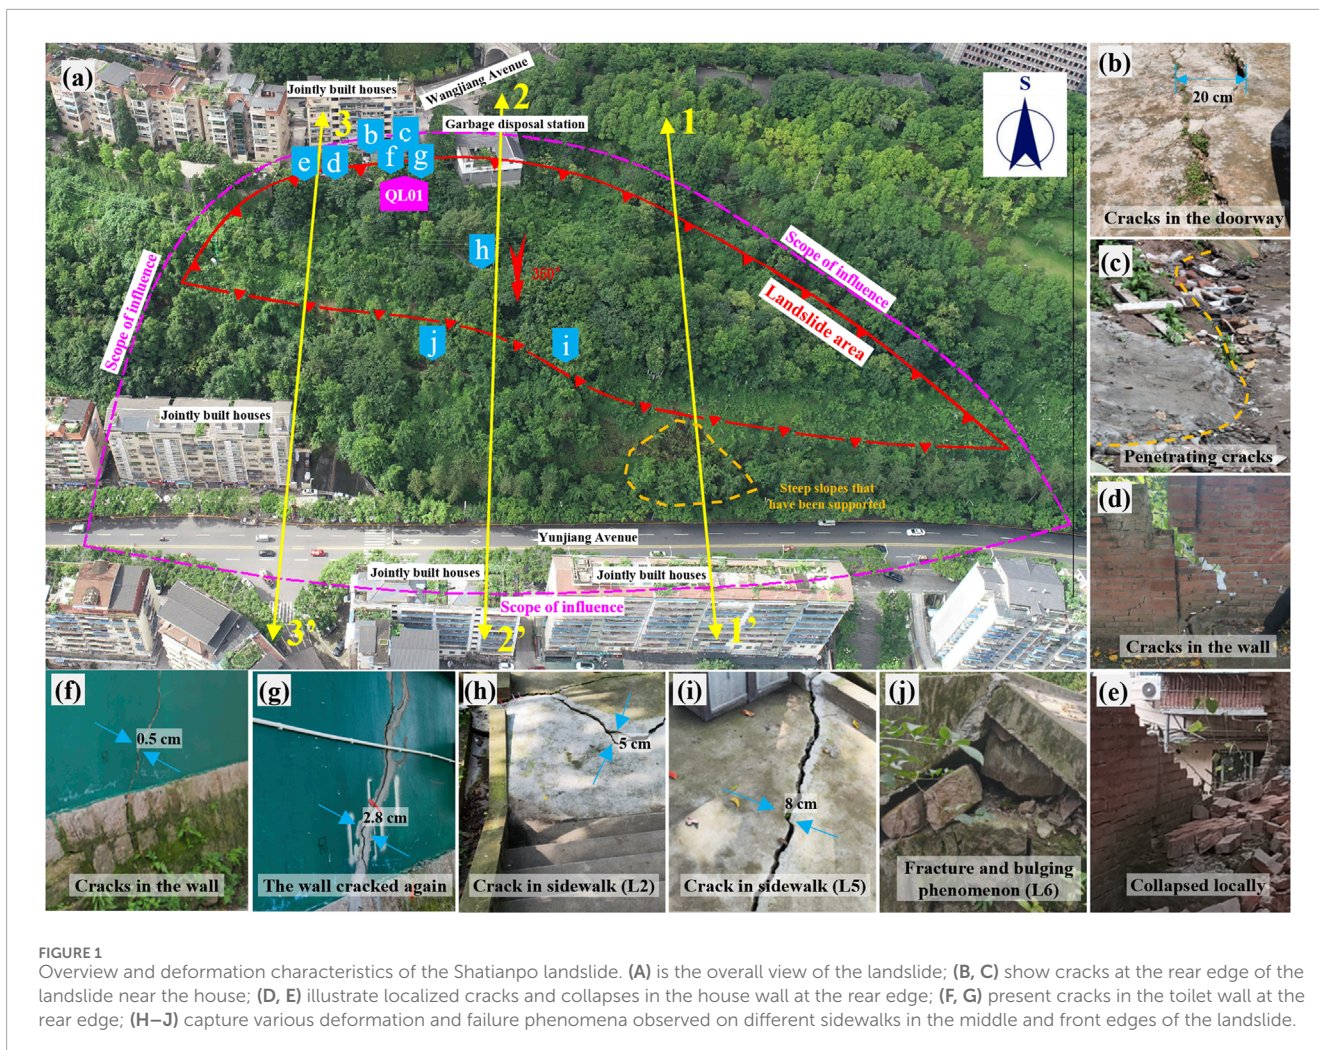 (a)
Jointly built houses
Wangjiang Avenue
2
1
3
S
b
c
Garbage disposal station
e
d
f
g
QL01
h
360°
Scope of influence
Scope of influence
Landslide area
j
i
Jointly built houses
Steep slopes that
have been supported
Yunjiang Avenue
Jointly built houses
Jointly built houses
Scope of influence
3'
2'
1'
(b)
20 cm
Cracks in the doorway
(c)
Penetrating cracks
(d)
Cracks in the wall
(e)
Collapsed locally
(f)
0.5 cm
Cracks in the wall
(g)
2.8 cm
The wall cracked again
(h)
5 cm
Crack in sidewalk (L2)
(i)
8 cm
Crack in sidewalk (L5)
(j)
Fracture and bulging
phenomenon (L6)
FIGURE 1
Overview and deformation characteristics of the Shatianpo landslide. (A) is the overall view of the landslide; (B, C) show cracks at the rear edge of the
landslide near the house; (D, E) illustrate localized cracks and collapses in the house wall at the rear edge; (F, G) present cracks in the toilet wall at the
rear edge; (H–J) capture various deformation and failure phenomena observed on different sidewalks in the middle and front edges of the landslide.